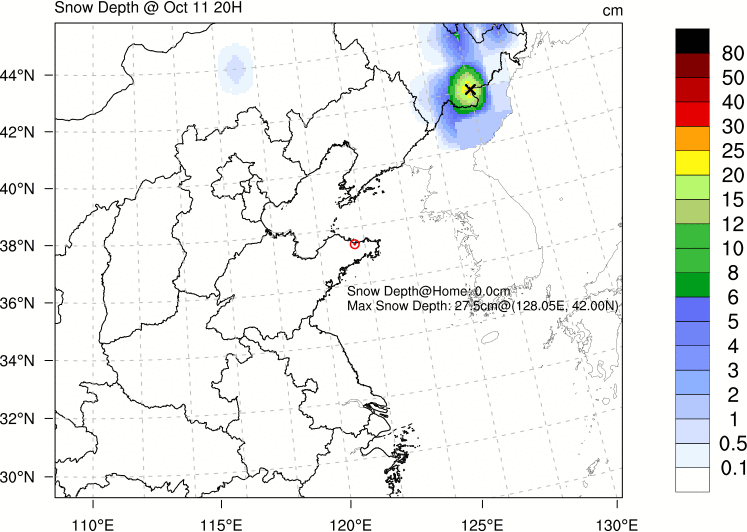 Snow Depth @ Oct 11 20H
cm
44°N
42°N
40°N
38°N
36°N
34°N
32°N
30°N
110°E
115°E
120°E
125°E
130°E
Snow Depth@Home: 0.0cm
Max Snow Depth: 27.5cm@(128.05E, 42.00N)
80
50
40
30
25
20
15
12
10
8
6
5
4
3
2
1
0.5
0.1